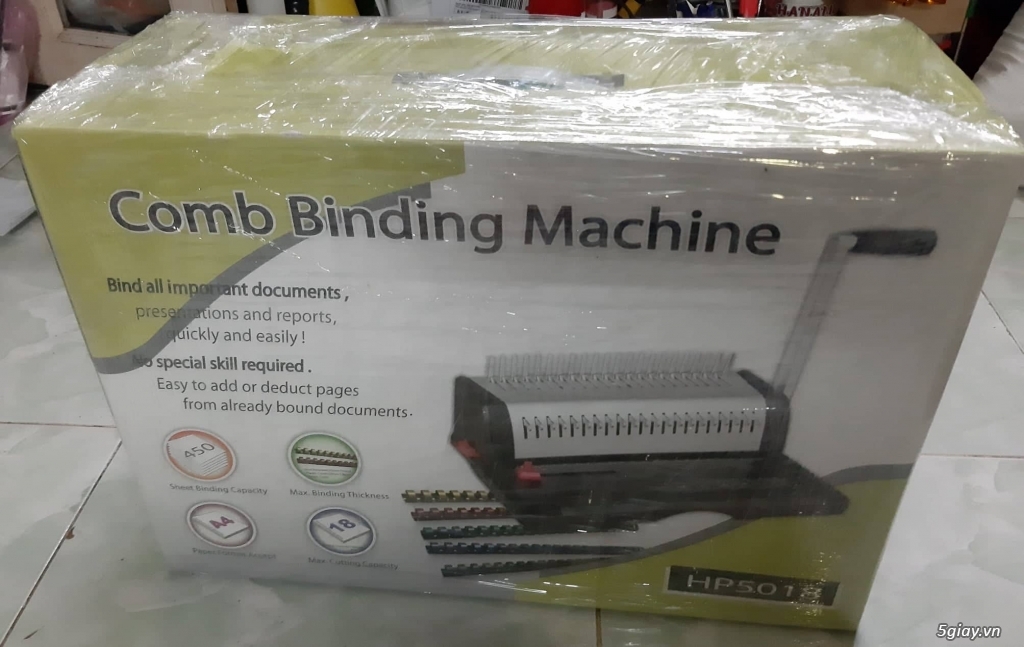 Comb Binding Machine
Bind all important documents ,
presentations and reports,
quickly and easily !
No special skill required .
Easy to add or deduct pages
from already bound documents.
450
Sheet Binding Capacity
Max. Binding Thickness
A4
18
Max. Cutting Capacity
HP5018
5giay.vn